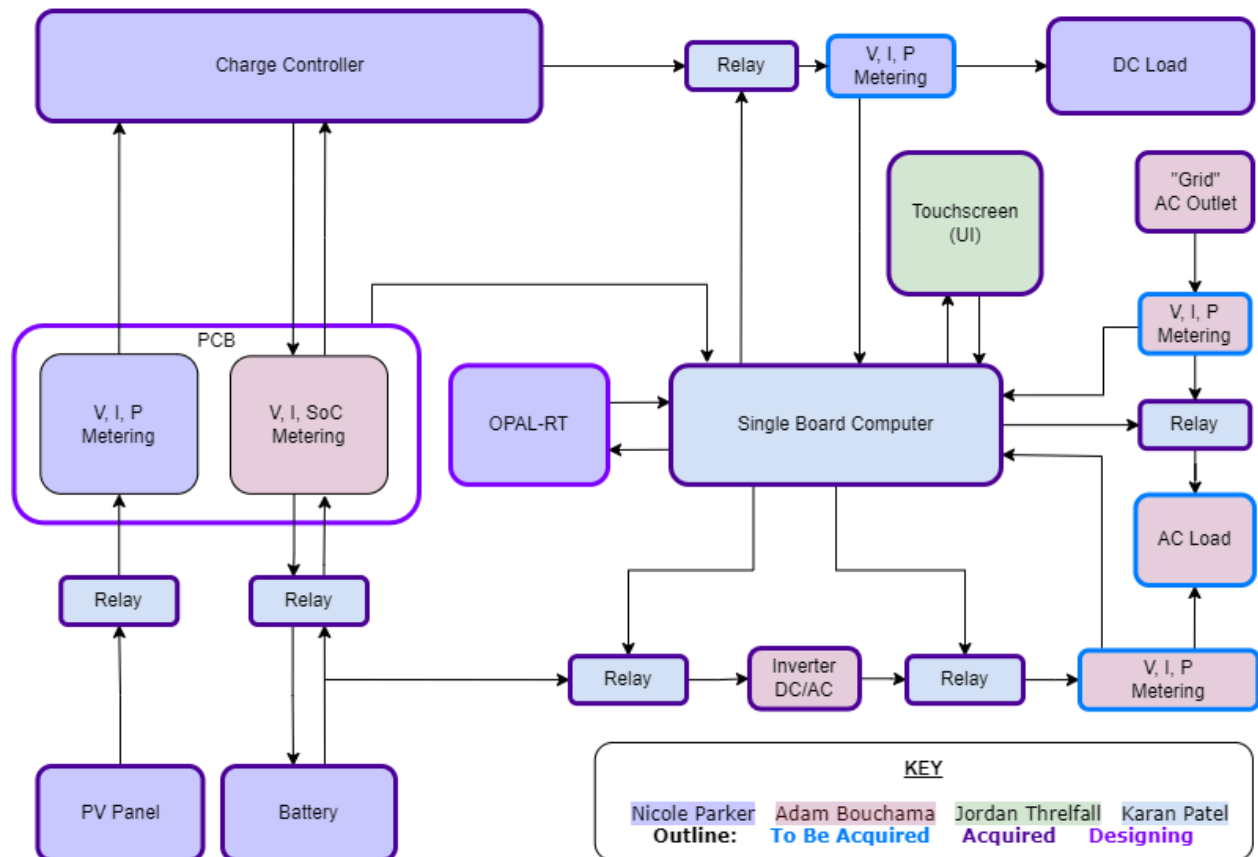 Charge Controller
Relay
V, I, P
Metering
DC Load
"Grid"
AC Outlet
Touchscreen
(UI)
V, I, P
Metering
PCB
V, I, P
Metering
V, I, SoC
Metering
OPAL-RT
Single Board Computer
Relay
AC Load
Relay
Relay
Relay
Inverter
DC/AC
Relay
V, I, P
Metering
PV Panel
Battery
KEY
Nicole Parker Adam Bouchama Jordan Threlfall Karan Patel
Outline: To Be Acquired Acquired Designing